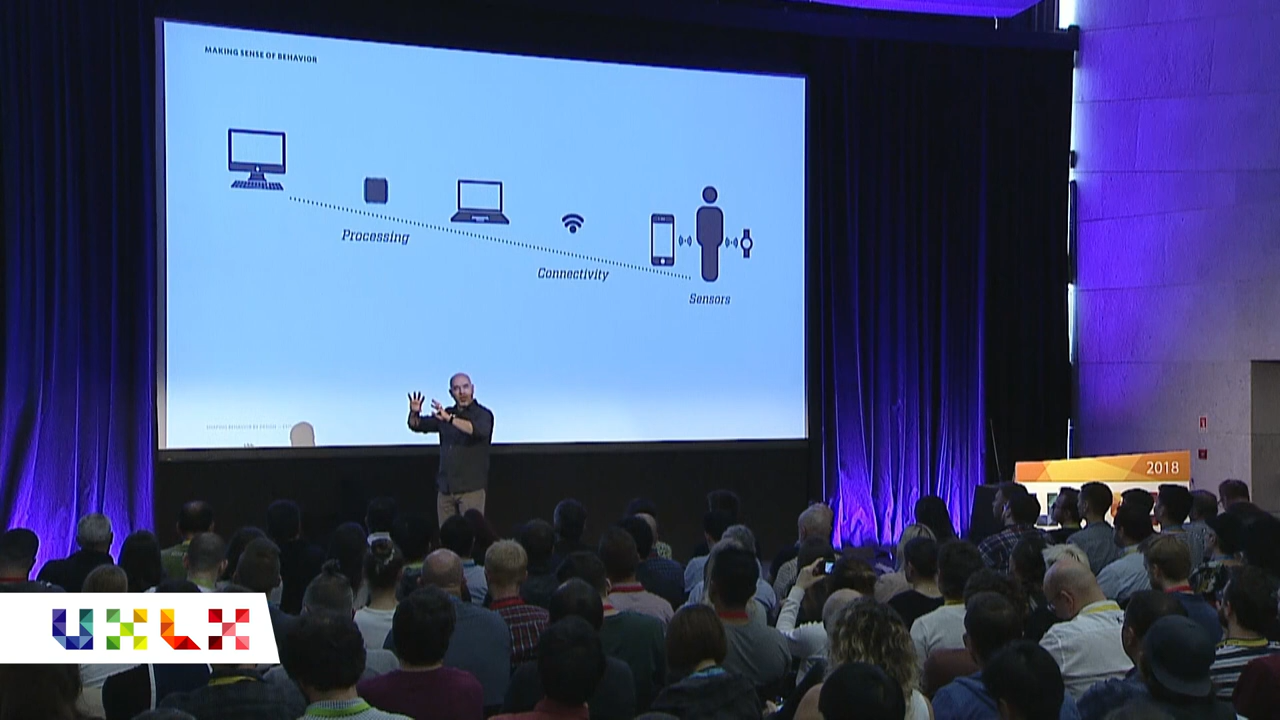 MAKING SENSE OF BEHAVIOR
Processing
Connectivity
Sensors
2018
UXLX